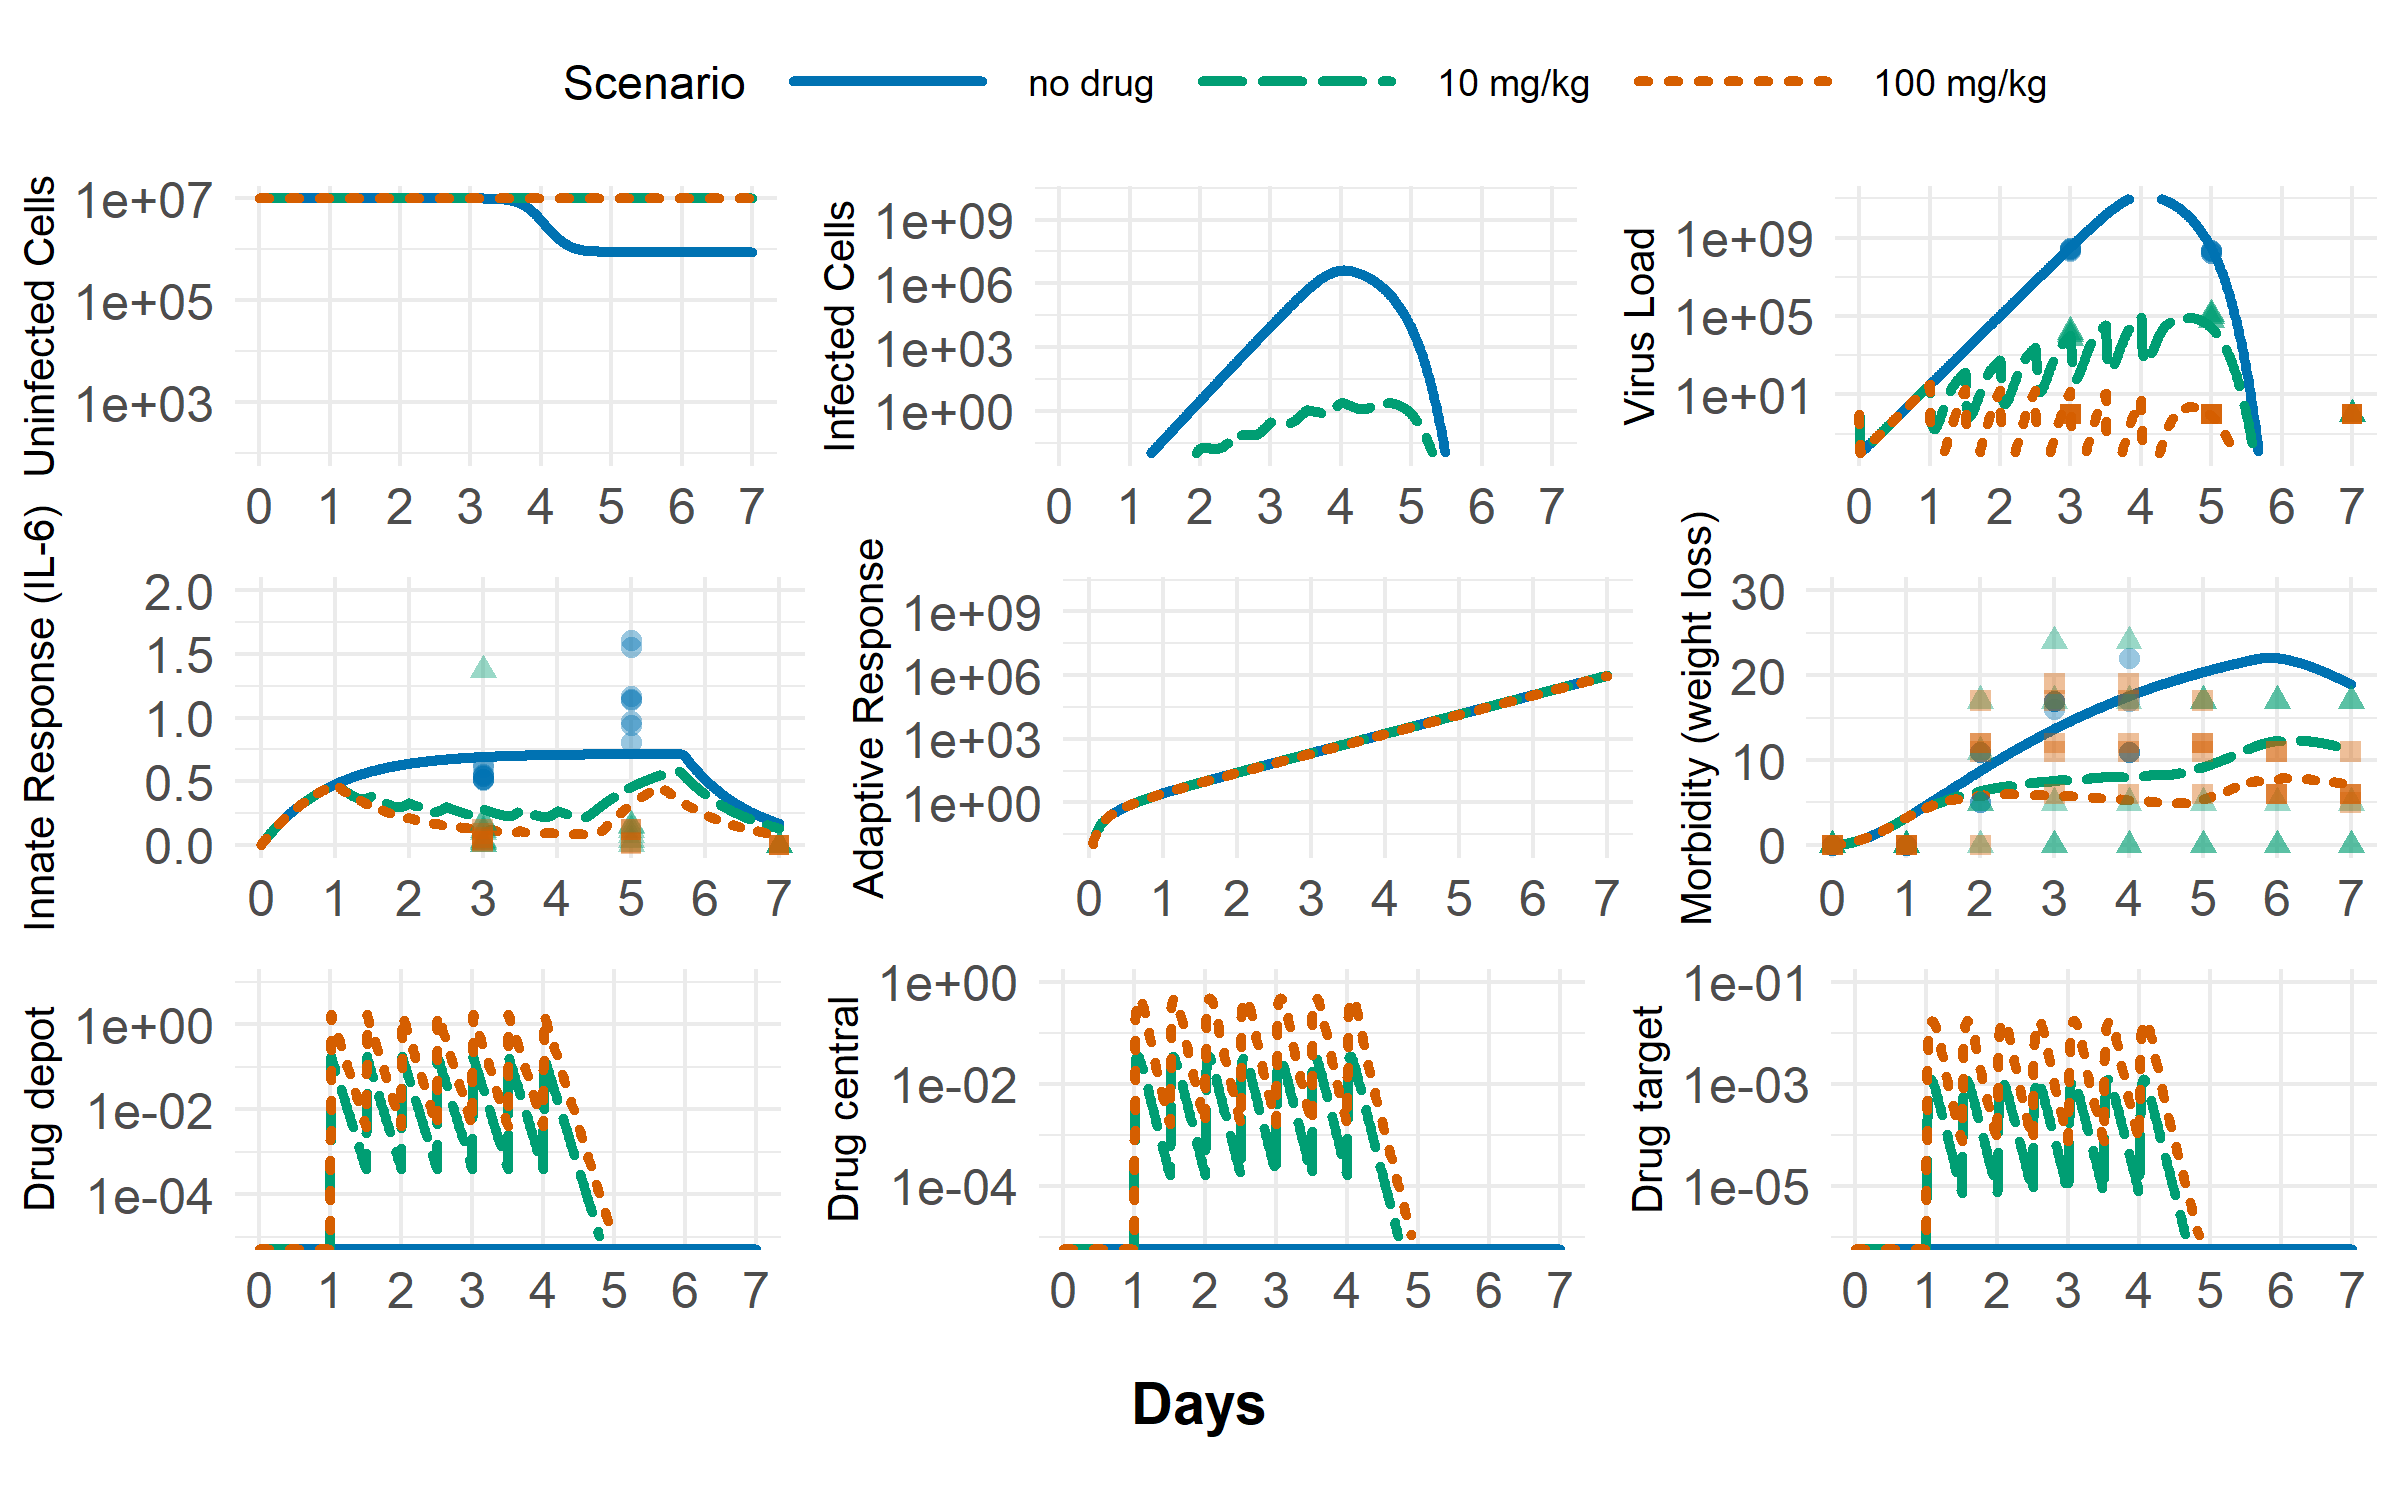 Scenario no drug 10 mg/kg 100 mg/kg
Uninfected Cells
1e+07
1e+05
1e+03
0 1 2 3 4 5 6 7
Infected Cells
1e+09
1e+06
1e+03
1e+00
0 1 2 3 4 5 6 7
Virus Load
1e+09
1e+05
1e+01
0 1 2 3 4 5 6 7
Innate Response (IL-6)
2.0
1.5
1.0
0.5
0.0
0 1 2 3 4 5 6 7
Adaptive Response
1e+09
1e+06
1e+03
1e+00
0 1 2 3 4 5 6 7
Morbidity (weight loss)
30
20
10
0
0 1 2 3 4 5 6 7
Drug depot
1e+00
1e-02
1e-04
0 1 2 3 4 5 6 7
Drug central
1e+00
1e-02
1e-04
0 1 2 3 4 5 6 7
Drug target
1e-01
1e-03
1e-05
0 1 2 3 4 5 6 7
Days